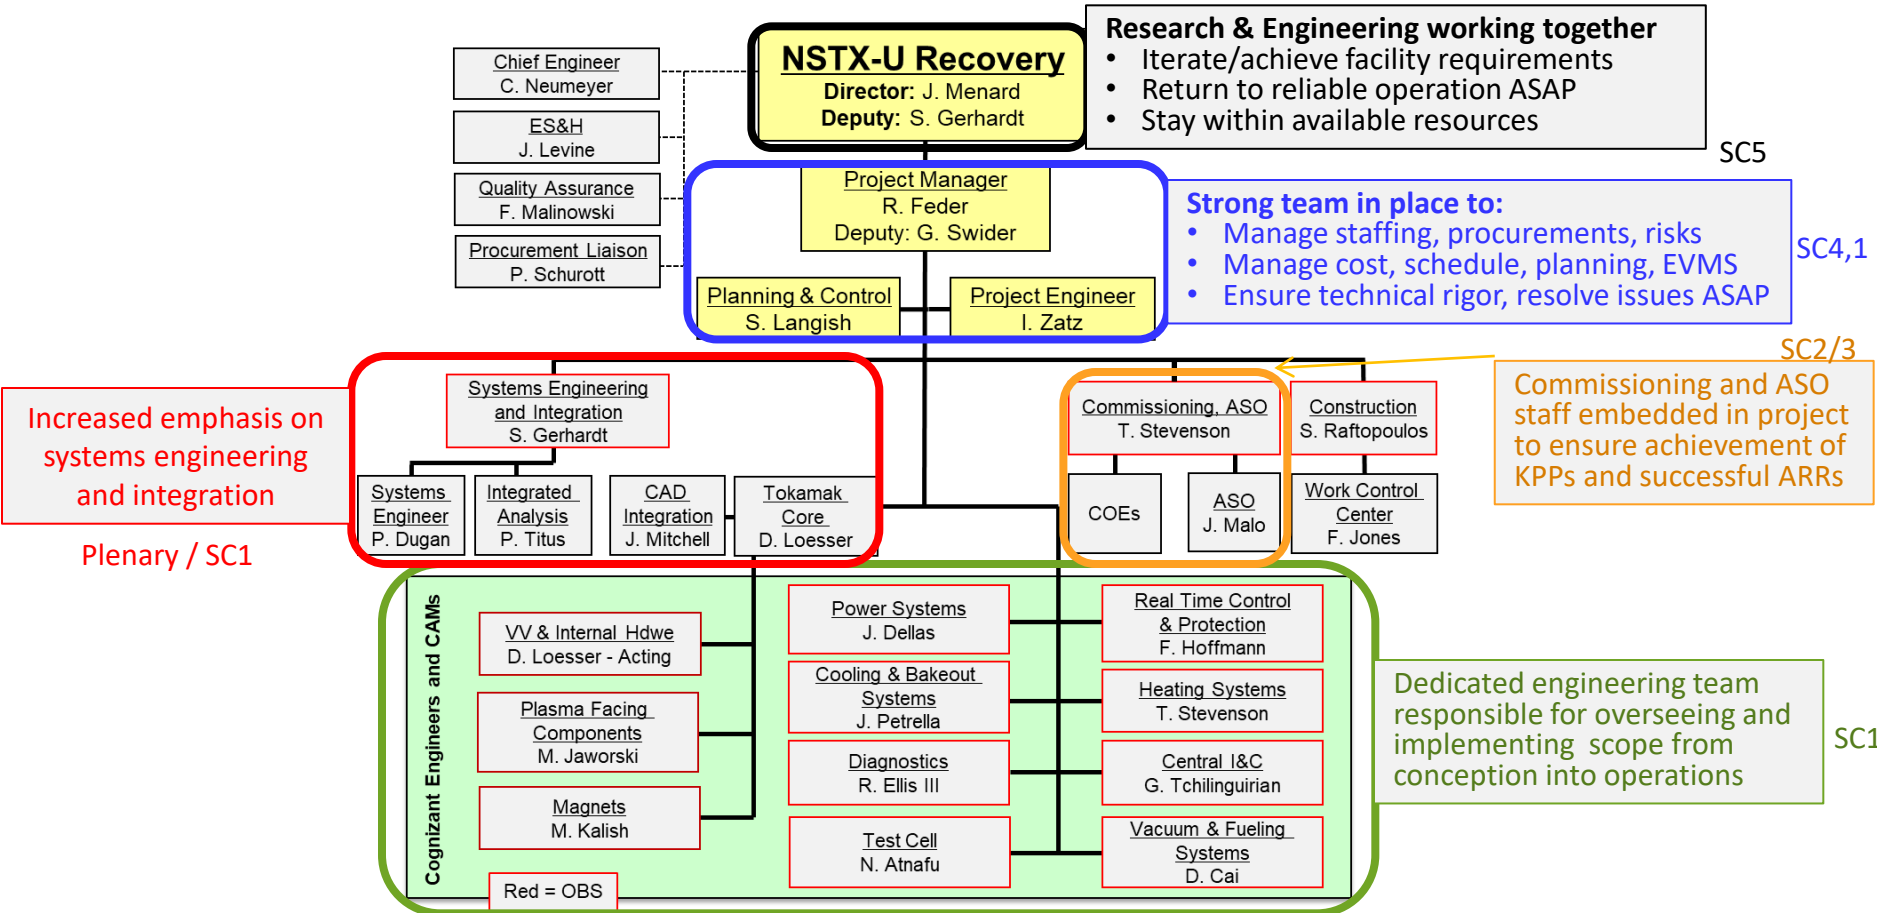 NSTX-U Recovery
Director: J. Menard
Deputy: S. Gerhardt
Research & Engineering working together
• Iterate/achieve facility requirements
• Return to reliable operation ASAP
• Stay within available resources
SC5
Chief Engineer
C. Neumeyer
ES&H
J. Levine
Quality Assurance
F. Malinowski
Procurement Liaison
P. Schurott
Project Manager
R. Feder
Deputy: G. Swider
Planning & Control
S. Langish
Project Engineer
I. Zatz
Strong team in place to:
• Manage staffing, procurements, risks
• Manage cost, schedule, planning, EVMS
• Ensure technical rigor, resolve issues ASAP
SC4,1
Increased emphasis on
systems engineering
and integration
Plenary / SC1
Systems Engineering
and Integration
S. Gerhardt
Systems
Engineer
P. Dugan
Integrated
Analysis
P. Titus
CAD
Integration
J. Mitchell
Tokamak
Core
D. Loesser
Commissioning, ASO
T. Stevenson
COEs
ASO
J. Malo
Construction
S. Raftopoulos
Work Control
Center
F. Jones
SC2/3
Commissioning and ASO
staff embedded in project
to ensure achievement of
KPPs and successful ARRs
Cognizant Engineers and CAMs
VV & Internal Hdwe
D. Loesser - Acting
Plasma Facing
Components
M. Jaworski
Magnets
M. Kalish
Red = OBS
Power Systems
J. Dellas
Cooling & Bakeout
Systems
J. Petrella
Diagnostics
R. Ellis III
Test Cell
N. Atnafu
Real Time Control
& Protection
F. Hoffmann
Heating Systems
T. Stevenson
Central I&C
G. Tchilinguirian
Vacuum & Fueling
Systems
D. Cai
Dedicated engineering team
responsible for overseeing and
implementing scope from
conception into operations
SC1